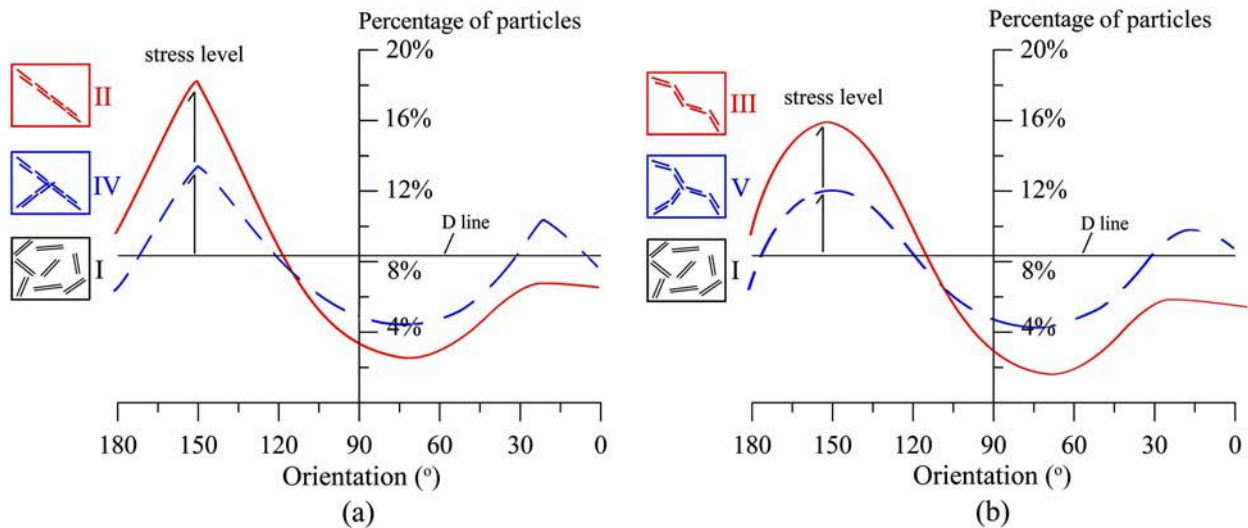 Percentage of particles
20%
stress level
II
16%
IV
12%
D line
I
8%
4%
180 150 120 90 60 30 0
Orientation (o)
(a)
Percentage of particles
20%
stress level
III
16%
V
12%
D line
I
8%
4%
180 150 120 90 60 30 0
Orientation (o)
(b)